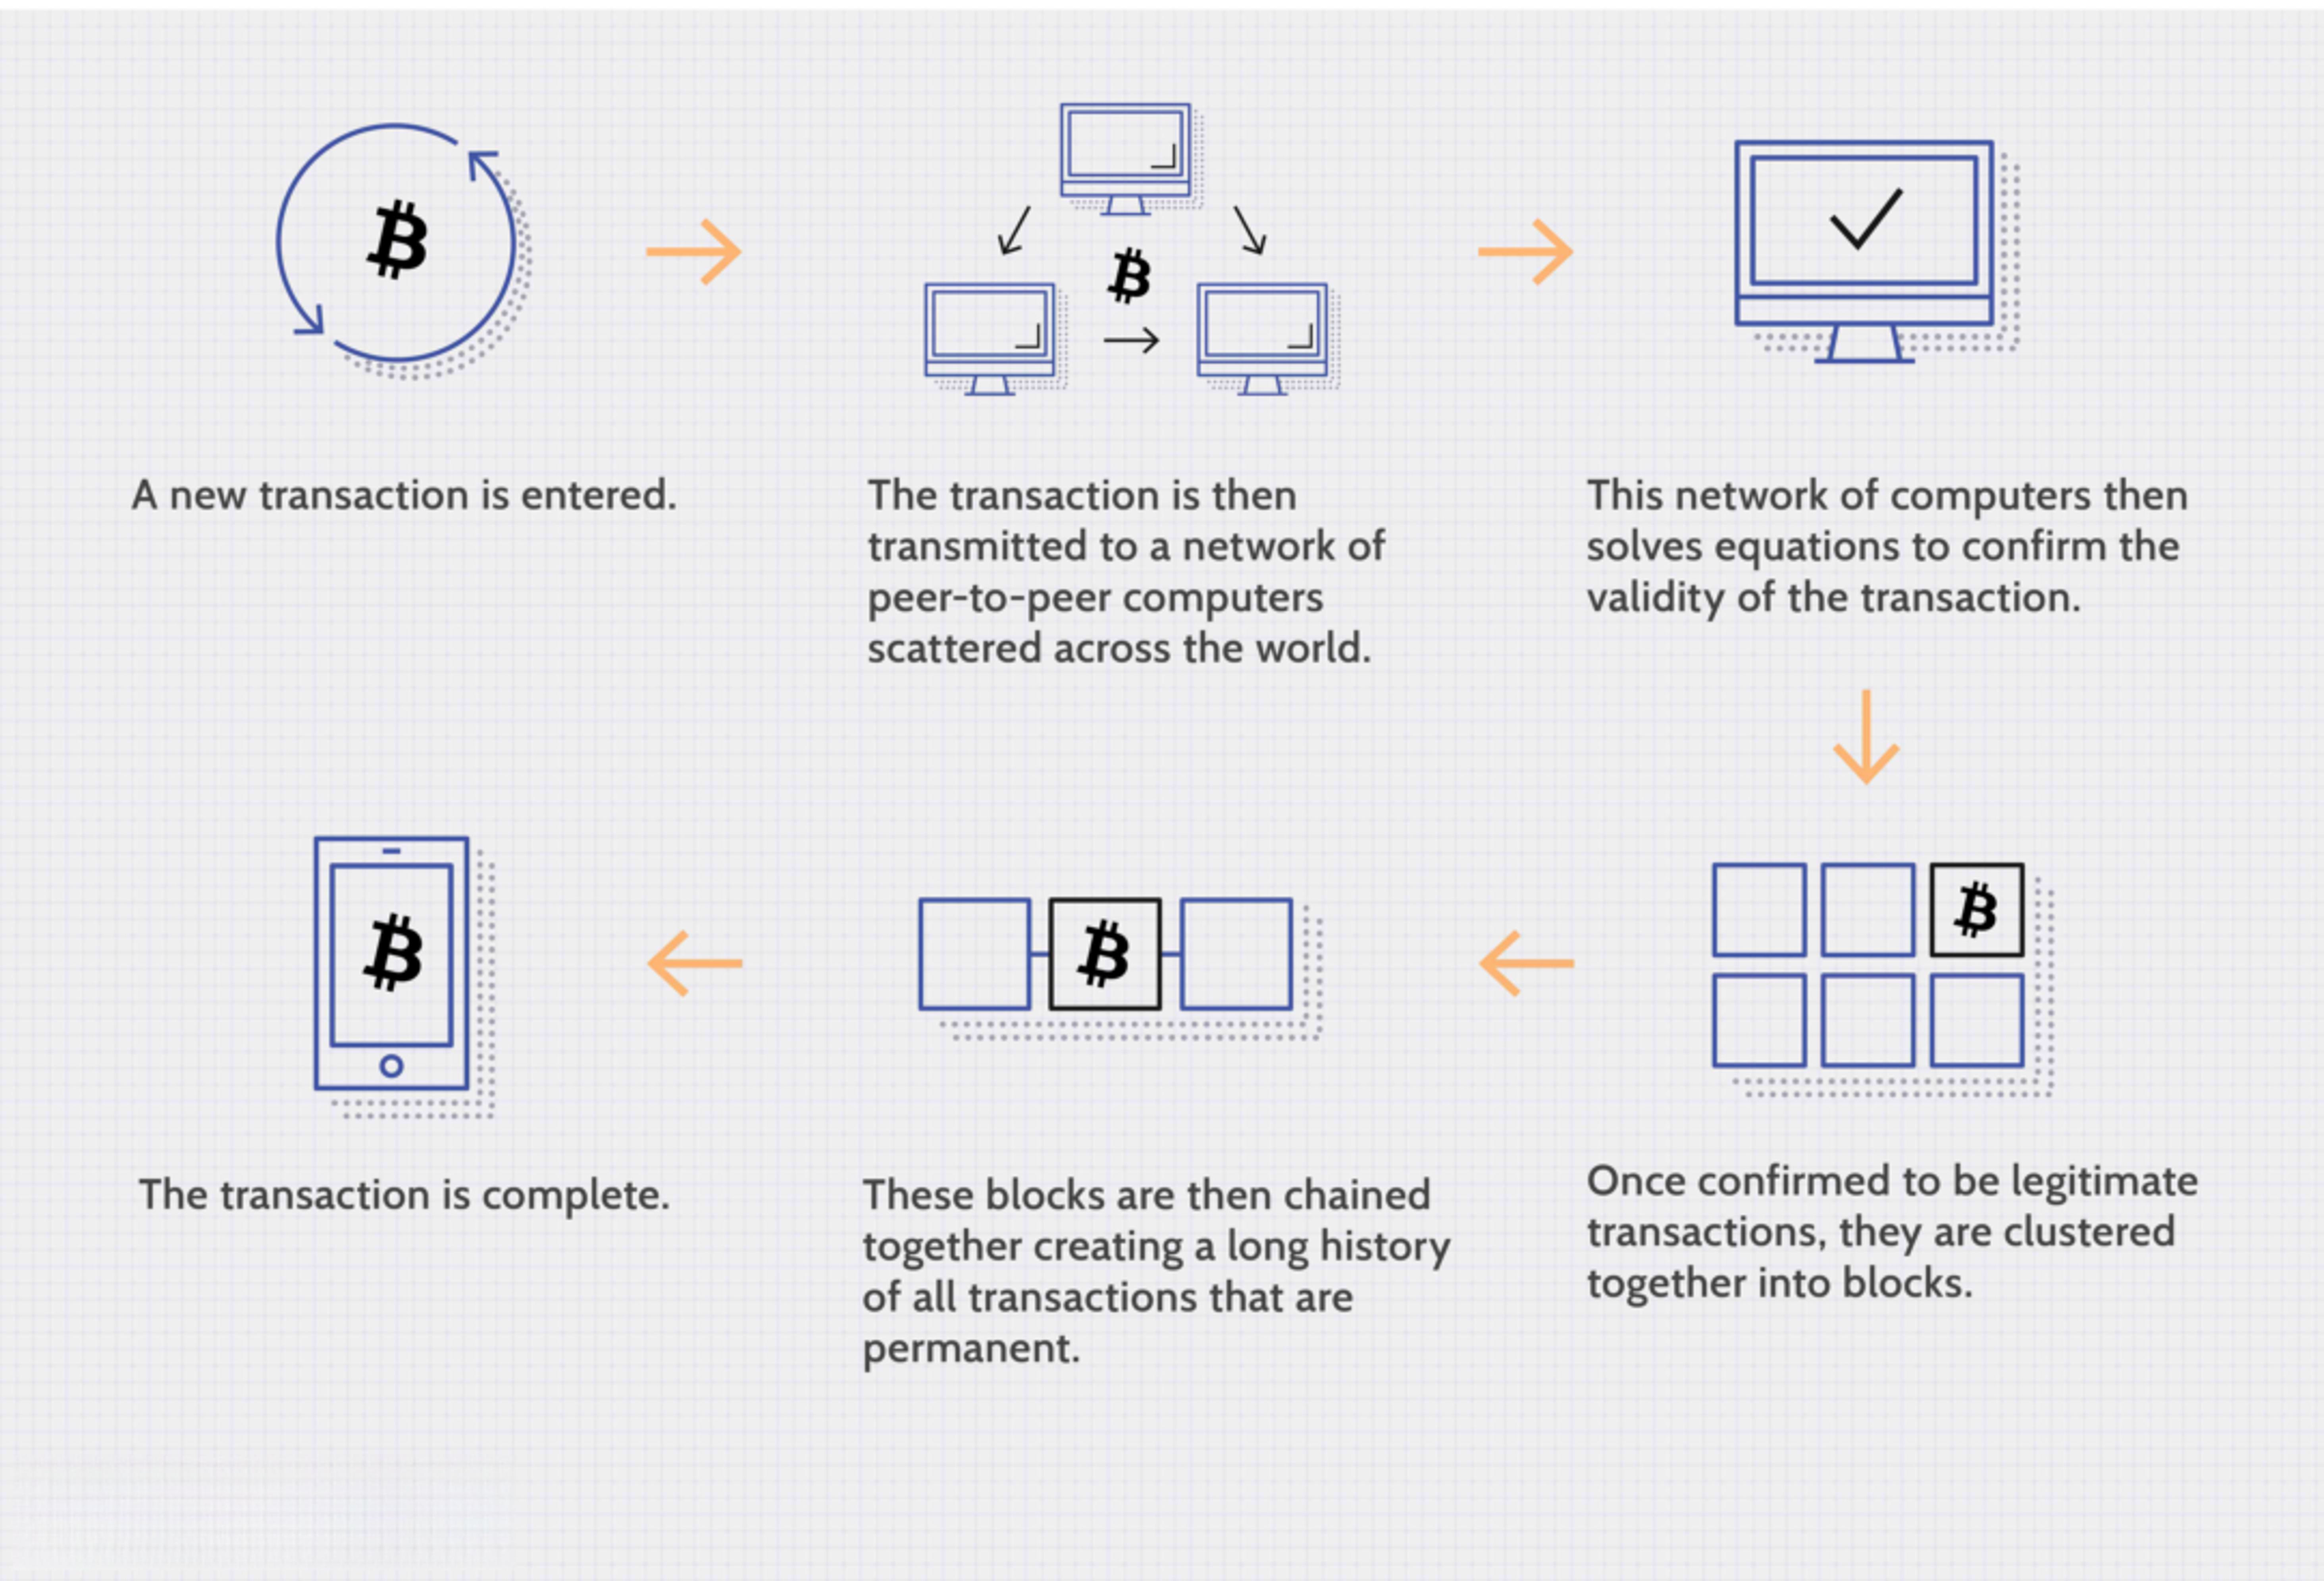 A new transaction is entered.
The transaction is then
transmitted to a network of
peer-to-peer computers
scattered across the world.
This network of computers then
solves equations to confirm the
validity of the transaction.
Once confirmed to be legitimate
transactions, they are clustered
together into blocks.
These blocks are then chained
together creating a long history
of all transactions that are
permanent.
The transaction is complete.